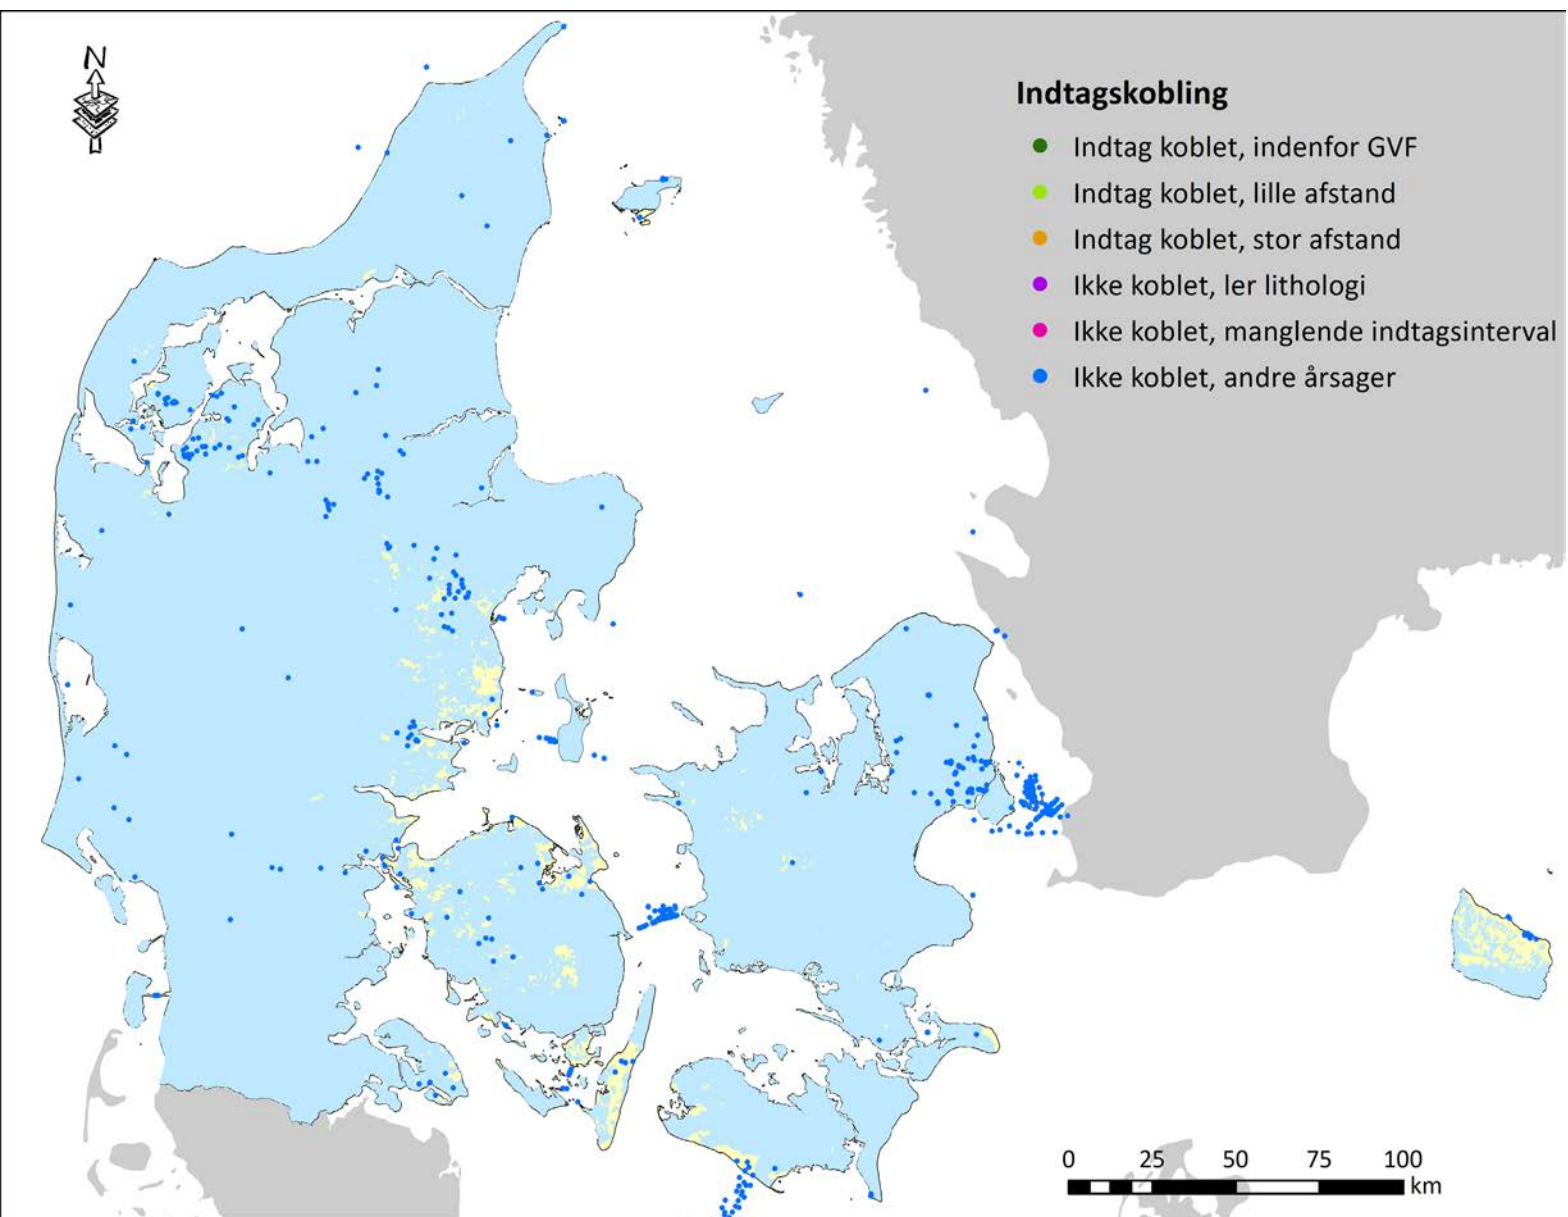 N
Indtagskobling
Indtag koblet, indenfor GVF
Indtag koblet, lille afstand
Indtag koblet, stor afstand
Ikke koblet, ler lithologi
Ikke koblet, manglende indtagsinterval
Ikke koblet, andre årsager
0 25 50 75 100
km